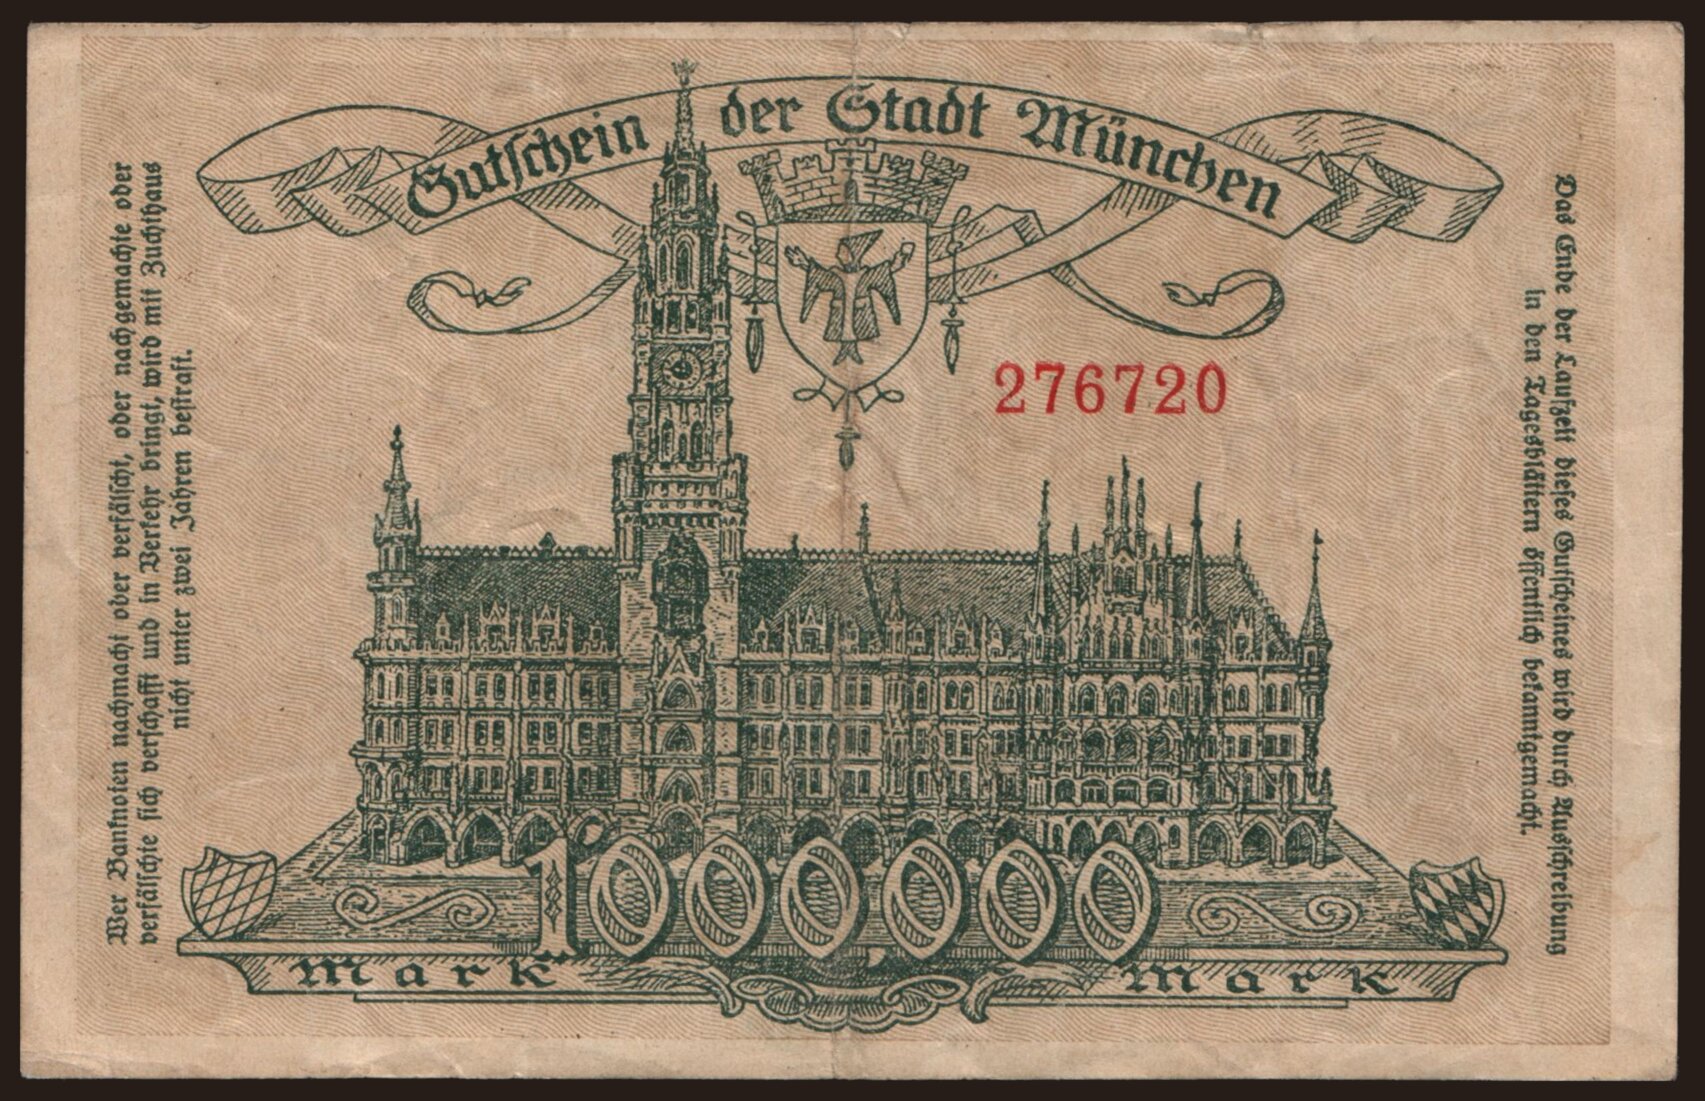 Gutschein der Stadt München
276720
Wer Banknoten nachmacht oder verfälscht, oder nachgemachte oder
verfälschte sich verschafft und in Verkehr bringt, wird mit Zuchthaus
nicht unter zwei Jahren bestraft.
Das Ende der Laufzeit dieses Gutscheines wird durch Ausschreibung
in den Tagesblättern öffentlich bekanntgemacht.
1000000
Mark Mark